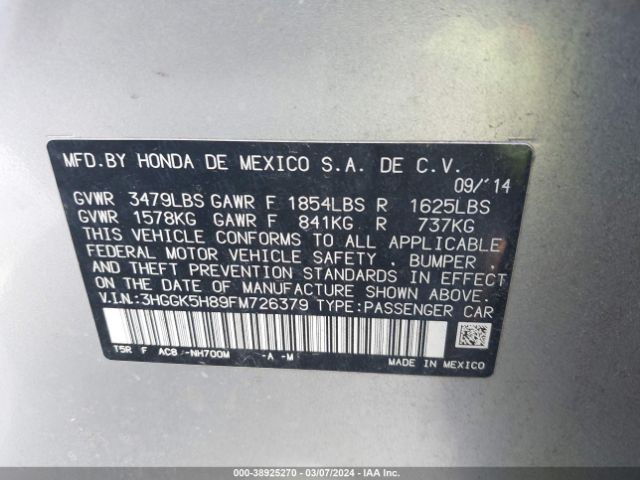 MFD.BY HONDA DE MEXICO S.A. DE C.V.
09/'14
GVWR 3479LBS GAWR F 1854LBS R 1625LBS
GVWR 1578KG GAWR F 841KG R 737KG
THIS VEHICLE CONFORMS TO ALL APPLICABLE
FEDERAL MOTOR VEHICLE SAFETY , BUMPER ,
AND THEFT PREVENTION STANDARDS IN EFFECT
ON THE DATE OF MANUFACTURE SHOWN ABOVE.
V.I.N.:3HGGK5H89FM726379 TYPE:PASSENGER CAR
T5R F AC8 / -NH700M -A -M
MADE IN MEXICO
000-38925270 - 03/07/2024 - IAA, Inc.